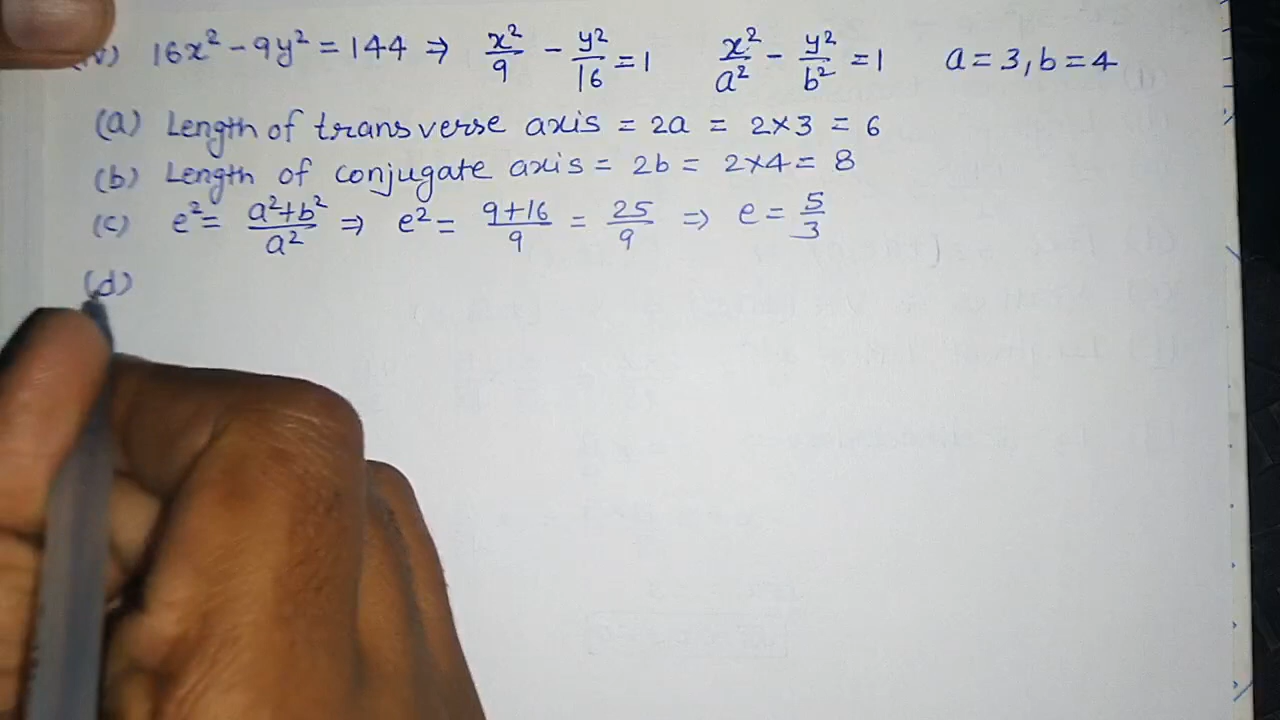 16x² - 9y² = 144 ⇒ x²/9 - y²/16 = 1 x²/a² - y²/b² = 1 a = 3, b = 4
(a) Length of transverse axis = 2a = 2×3 = 6
(b) Length of conjugate axis = 2b = 2×4 = 8
(c) e² = a²+b²/a² ⇒ e² = 9+16/9 = 25/9 ⇒ e = 5/3
(d)